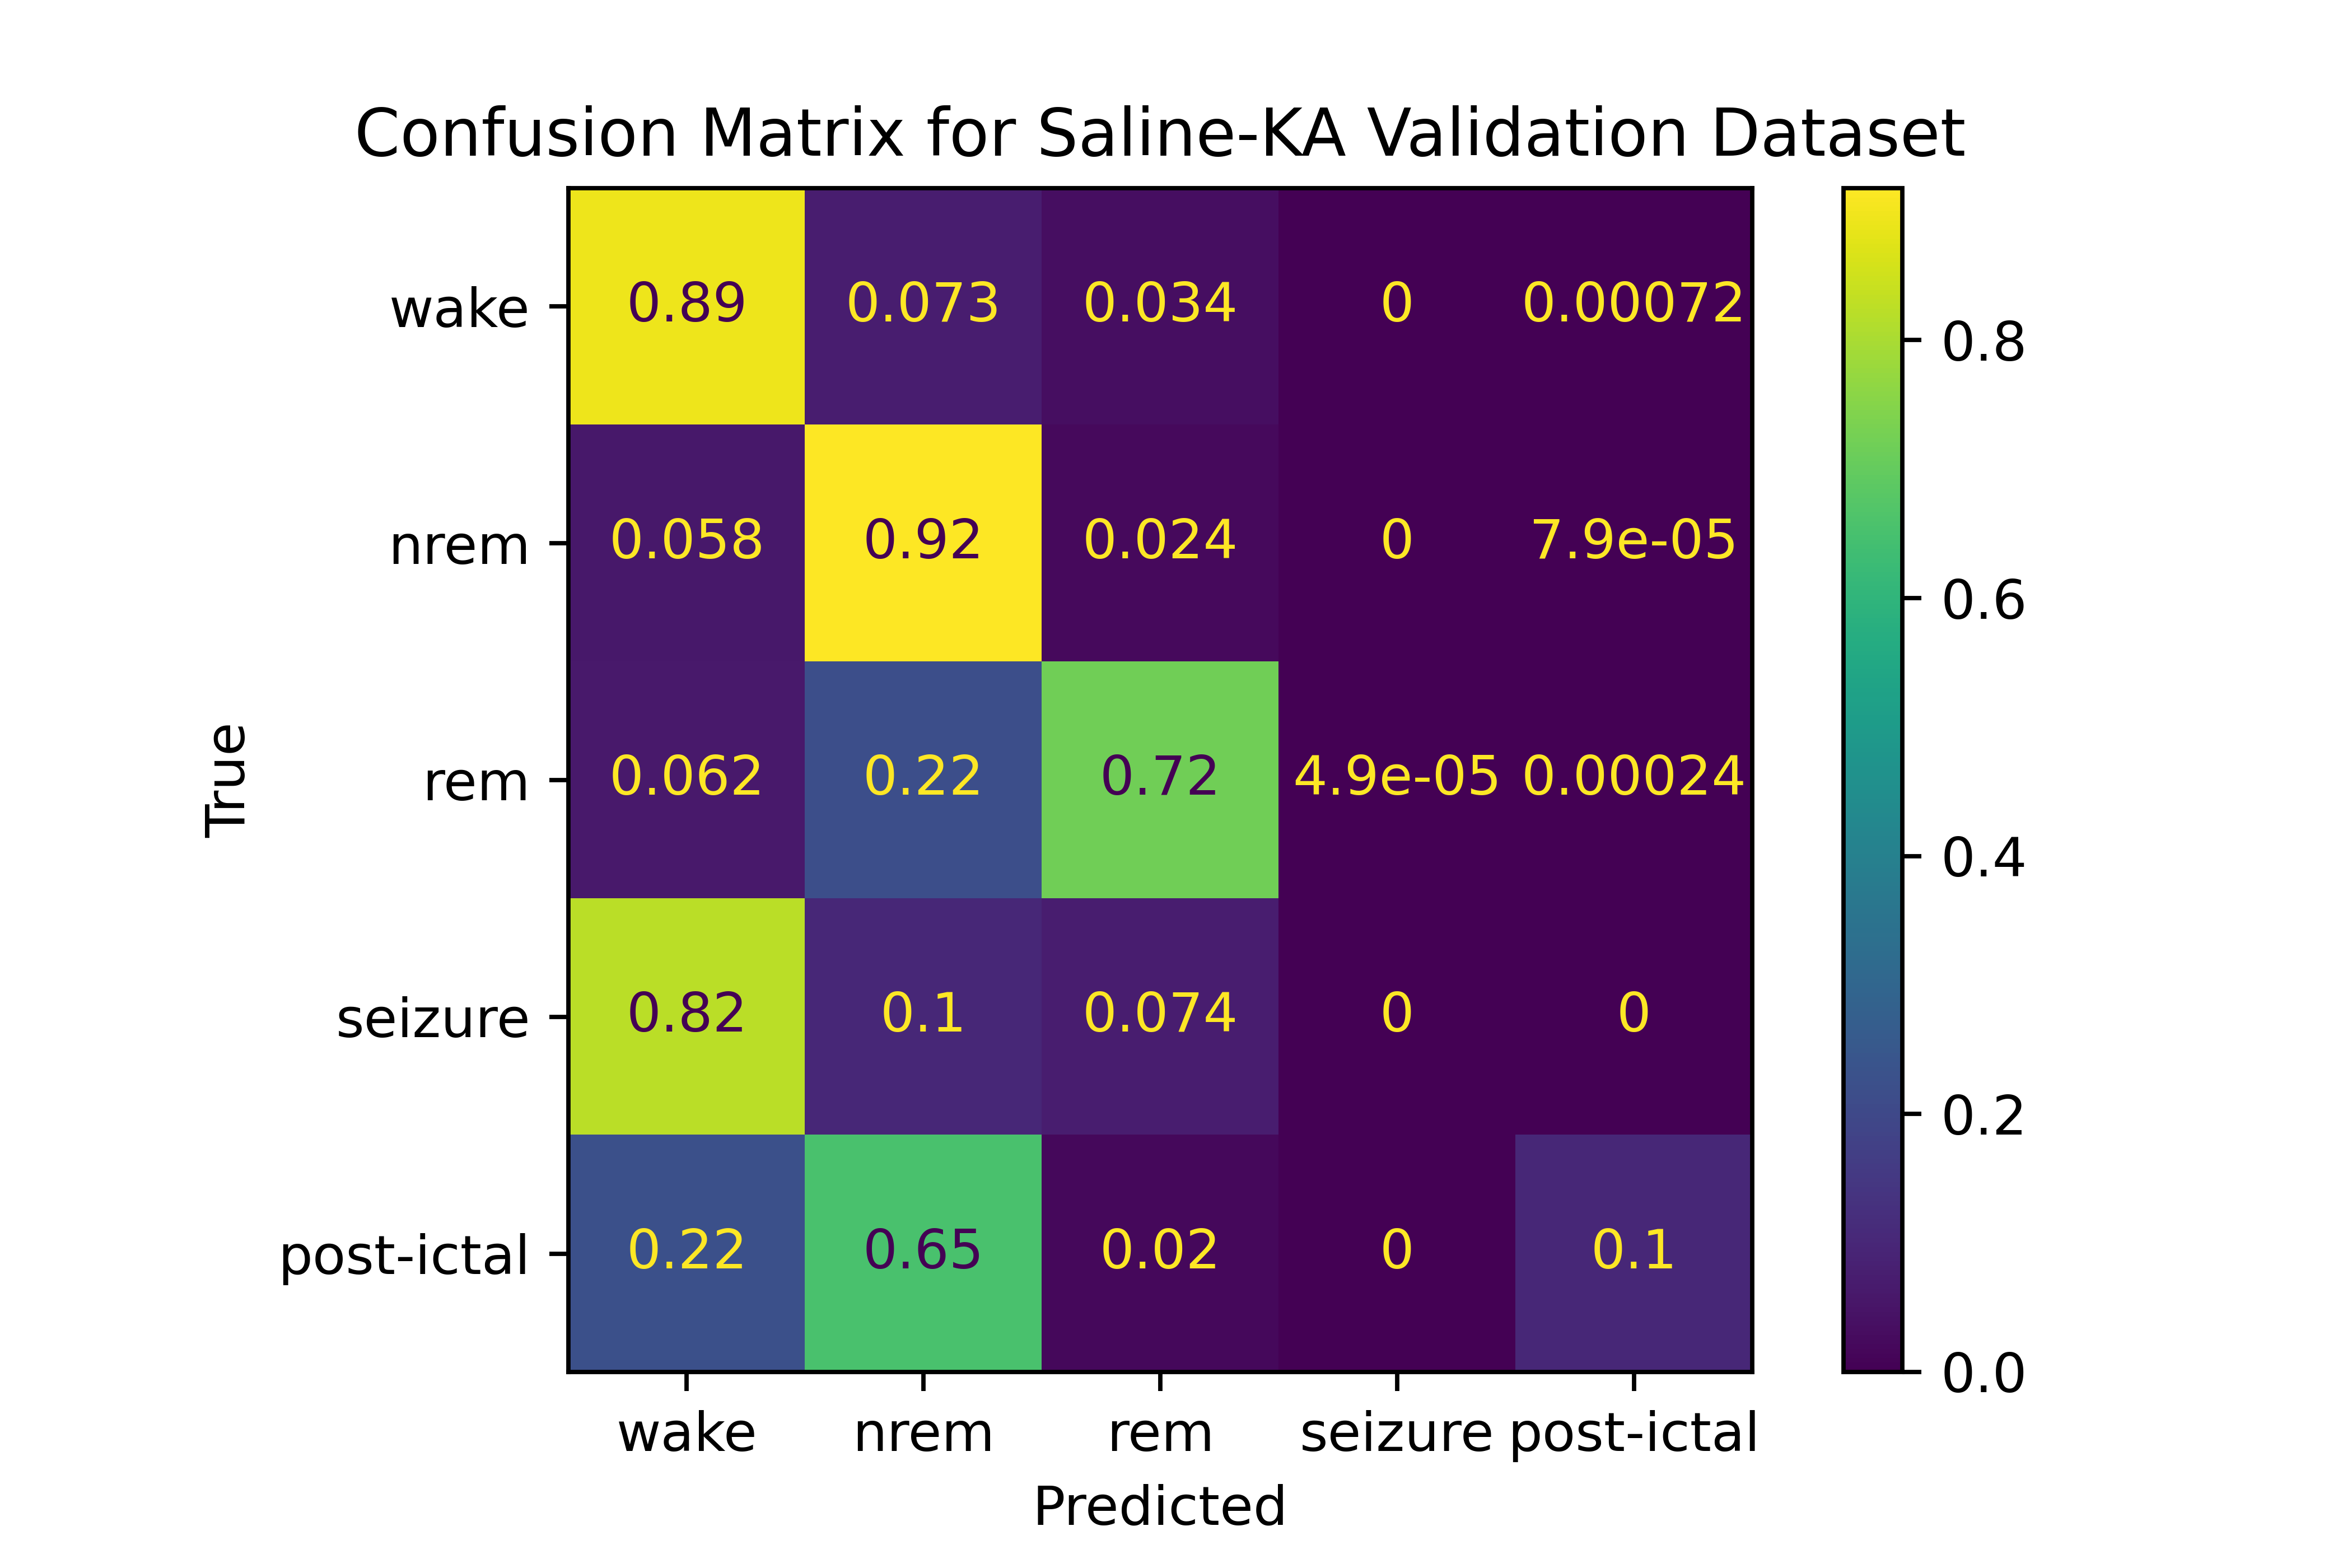 Confusion Matrix for Saline-KA Validation Dataset
wake 0.89 0.073 0.034 0 0.00072
nrem 0.058 0.92 0.024 0 7.9e-05
rem 0.062 0.22 0.72 4.9e-05 0.00024
seizure 0.82 0.1 0.074 0 0
post-ictal 0.22 0.65 0.02 0 0.1
wake nrem rem seizure post-ictal
Predicted
True
0.8
0.6
0.4
0.2
0.0